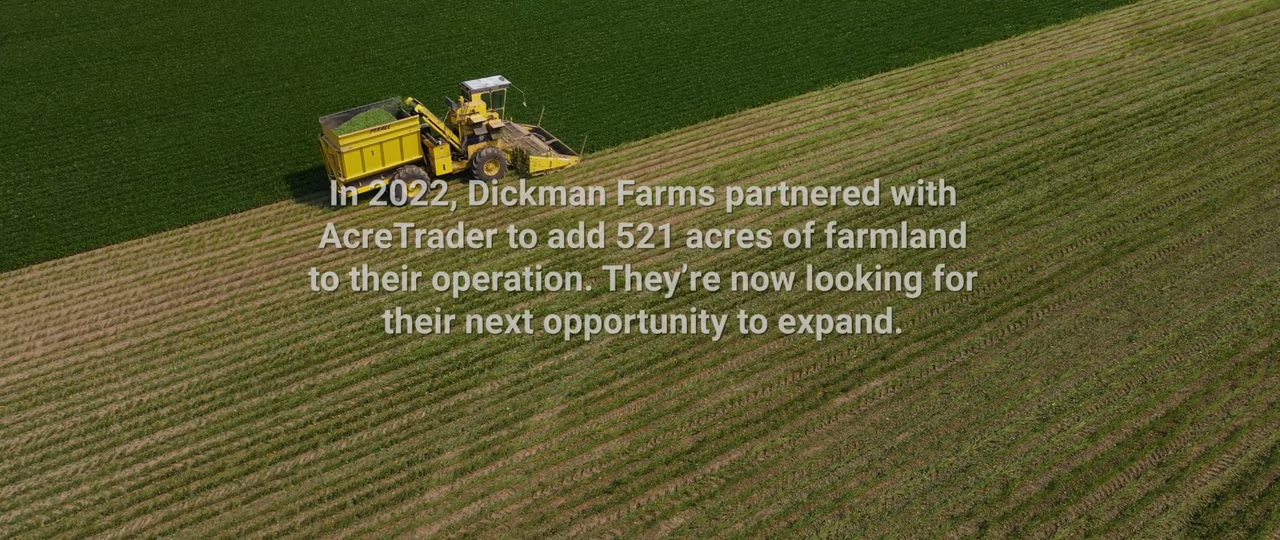 In 2022, Dickman Farms partnered with
AcreTrader to add 521 acres of farmland
to their operation. They're now looking for
their next opportunity to expand.